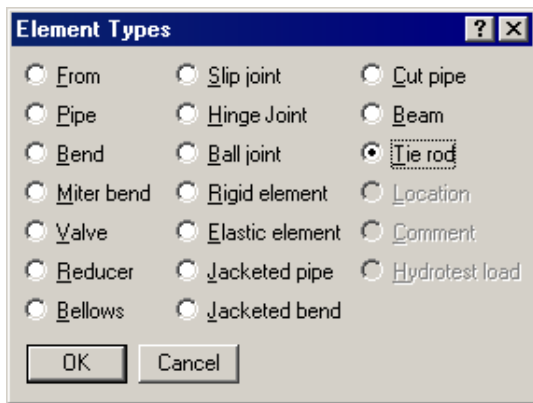 Element Types
From Slip joint Cut pipe
Pipe Hinge Joint Beam
Bend Ball joint Tie rod
Miter bend Rigid element Location
Valve Elastic element Comment
Reducer Jacketed pipe Hydrotest load
Bellows Jacketed bend
OK Cancel